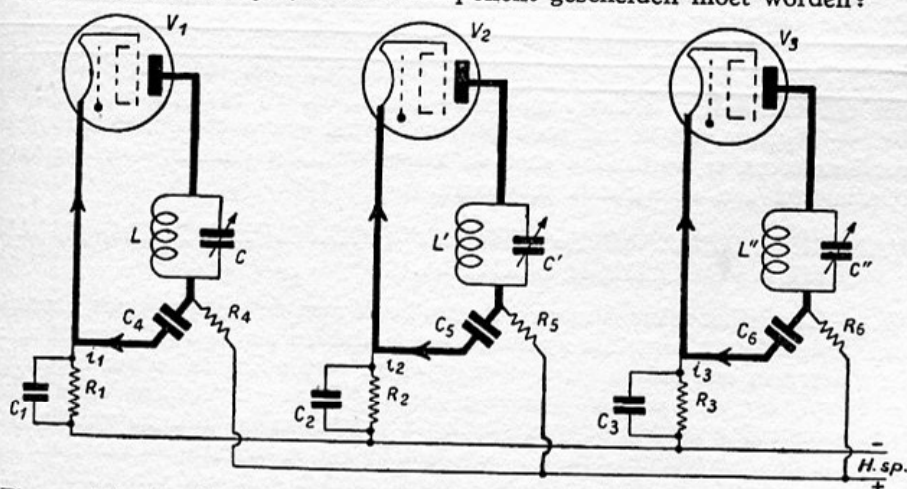 ponent gescheiden moet worden?
V1
V2
V3
L
C
L'
C'
L"
C"
C4
R4
C5
R5
C6
R6
i1
i2
i3
C1
R1
C2
R2
C3
R3
-
H.sp.
+